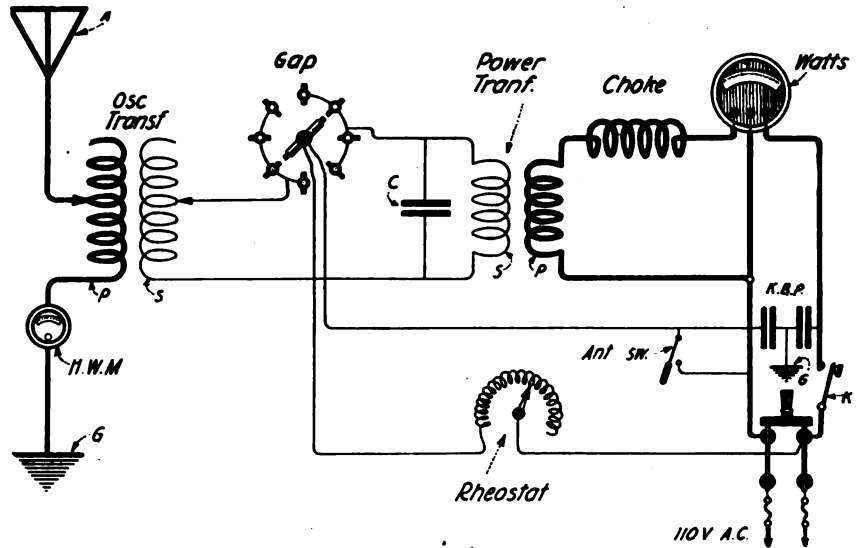 A
Gap
Power
Tranf.
Choke
Watts
Osc
Transf
C
S
P
P
S
K.B.P.
H.W.M
Ant SW.
G
K
G
Rheostat
110V A.C.